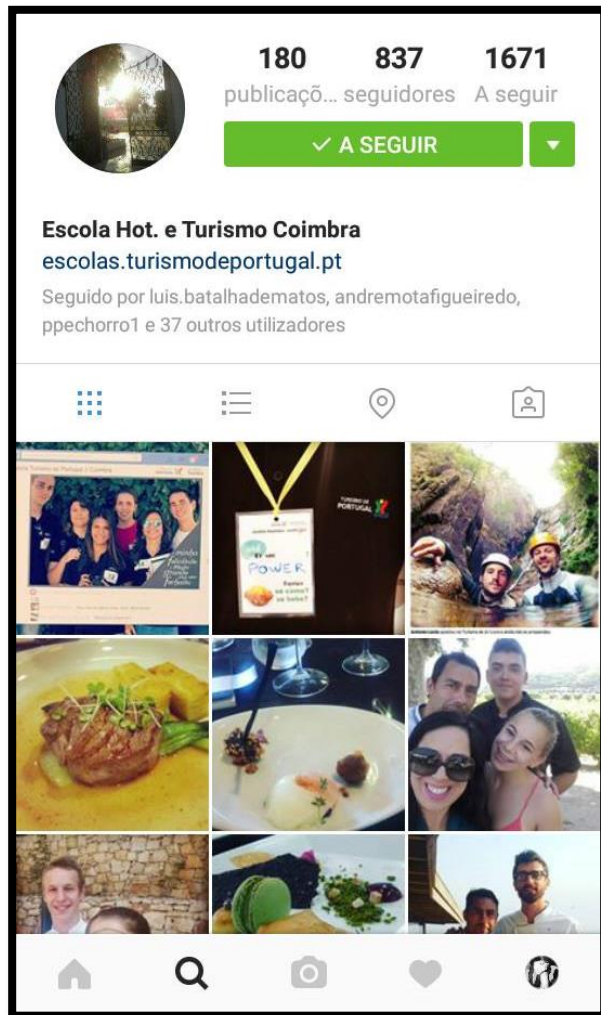 180 837 1671
publicaçõ... seguidores A seguir
A SEGUIR
Escola Hot. e Turismo Coimbra
escolas.turismodeportugal.pt
Seguido por luis.batalhadematos, andremotafigueiredo,
ppechorro1 e 37 outros utilizadores
TURISMO DE
PORTUGAL
POWER